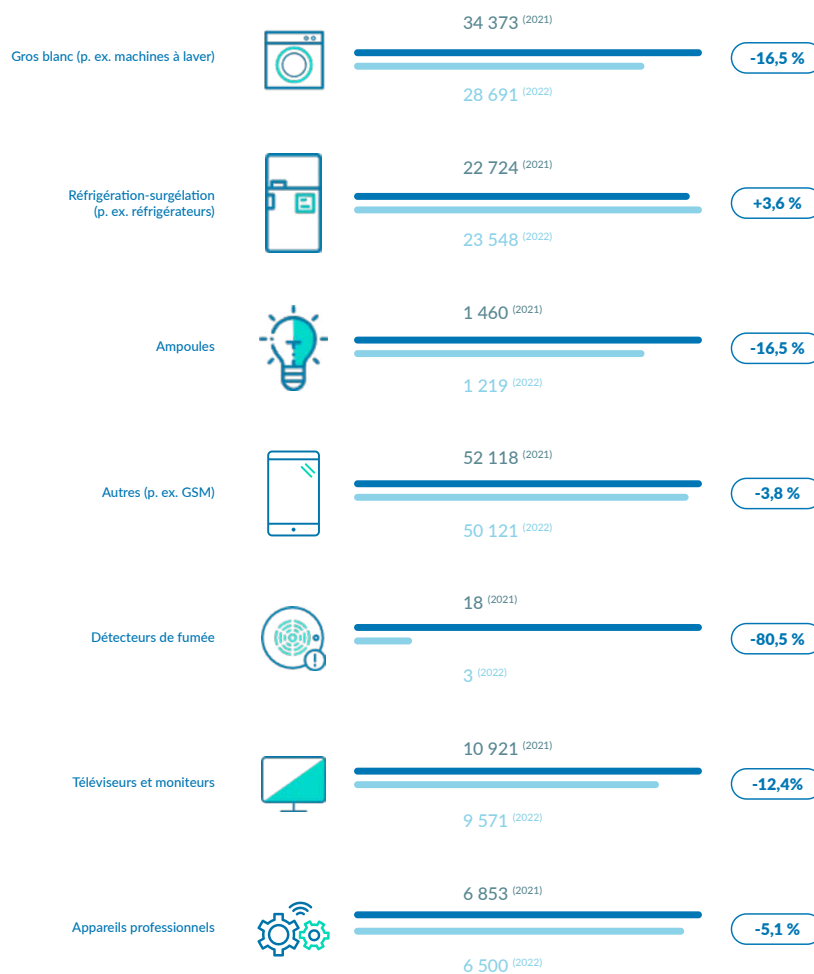 34 373 (2021)
Gros blanc (p. ex. machines à laver)
-16,5 %
28 691 (2022)
22 724 (2021)
Réfrigération-surgélation
(p. ex. réfrigérateurs)
+3,6 %
23 548 (2022)
1 460 (2021)
Ampoules
-16,5 %
1 219 (2022)
52 118 (2021)
Autres (p. ex. GSM)
-3,8 %
50 121 (2022)
18 (2021)
Détecteurs de fumée
-80,5 %
3 (2022)
10 921 (2021)
Téléviseurs et moniteurs
-12,4%
9 571 (2022)
6 853 (2021)
Appareils professionnels
-5,1 %
6 500 (2022)